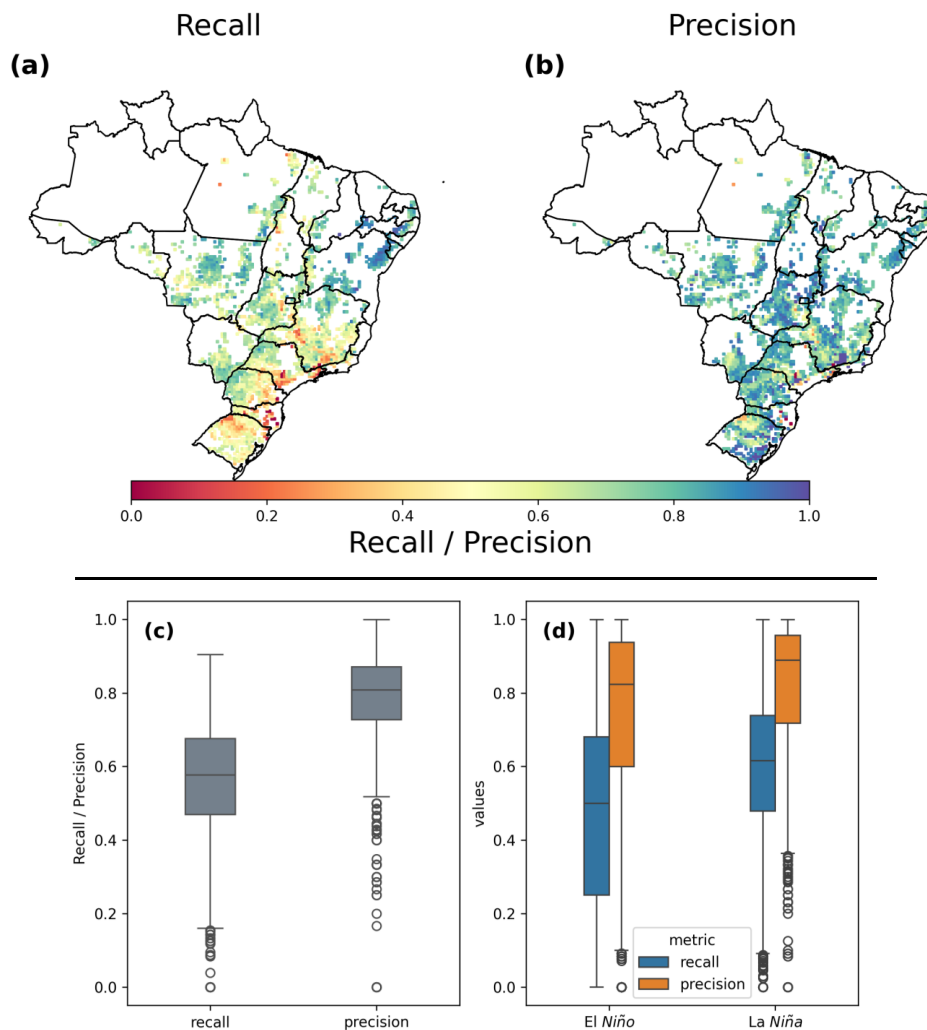 Recall Precision
(a) (b)
0.0 0.2 0.4 0.6 0.8 1.0
Recall / Precision
(c) (d)
1.0 1.0
0.8 0.8
0.6 0.6
0.4 0.4
0.2 0.2
0.0 0.0
Recall / Precision
values
metric
recall
precision
recall precision El Niño La Niña